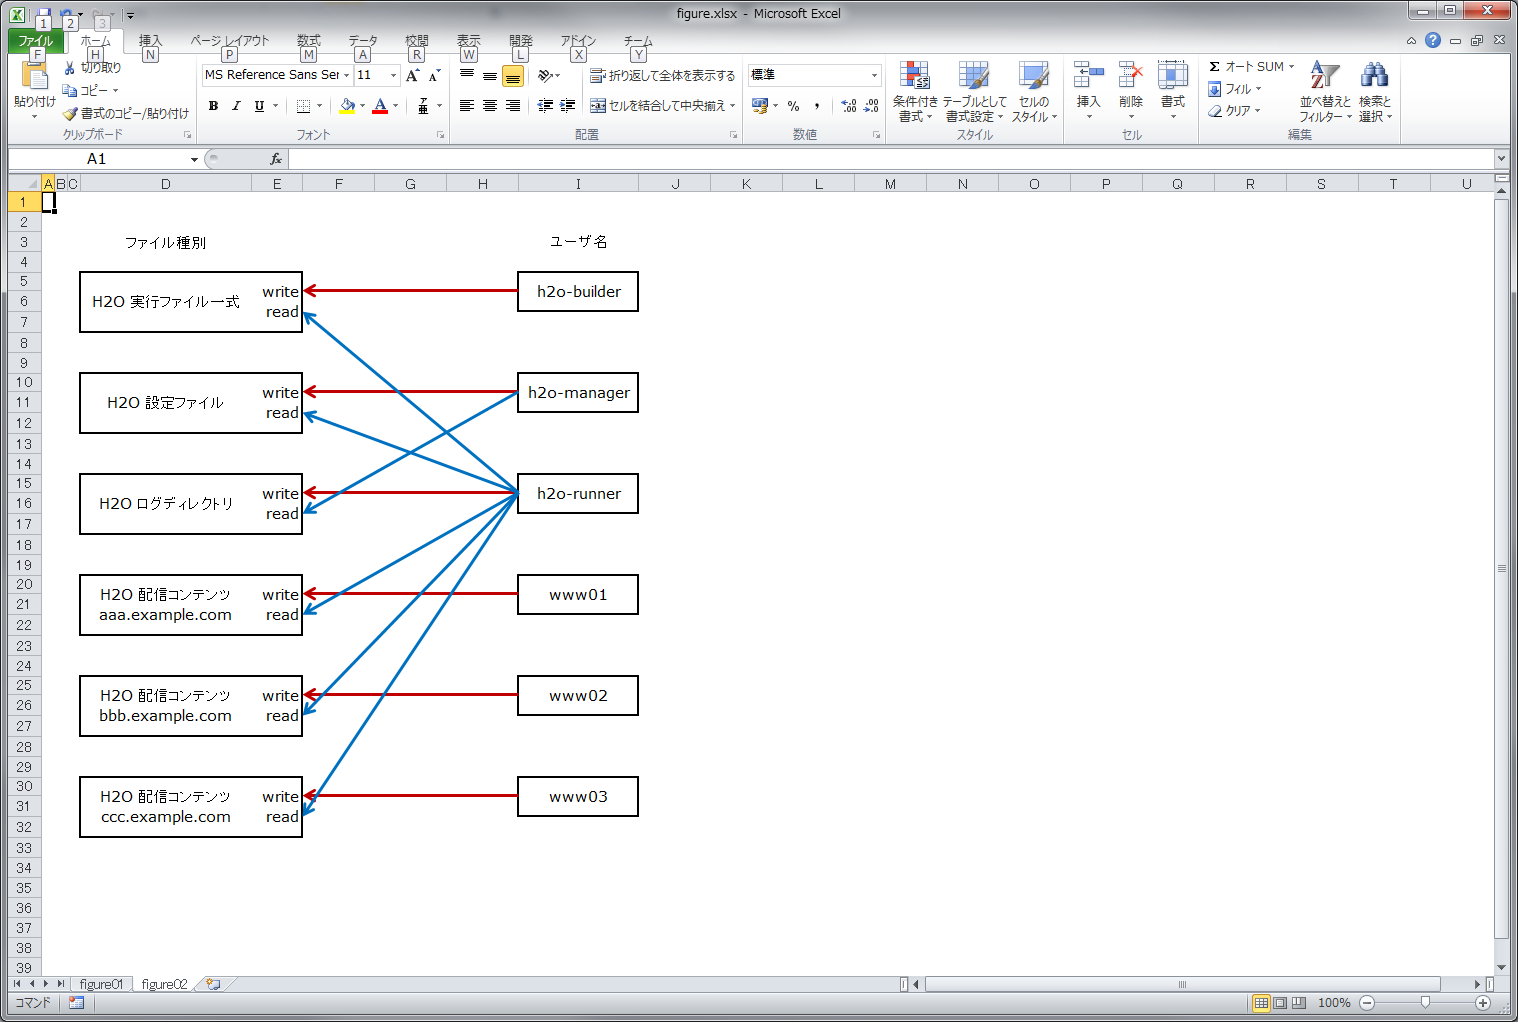 figure.xlsx - Microsoft Excel
1 2 3
ファイル ホーム 挿入 ページ レイアウト 数式 データ 校閲 表示 開発 アドイン チーム
F H N P M A R W L X Y
貼り付け
切り取り
コピー
書式のコピー/貼り付け
クリップボード
MS Reference Sans Ser 11
B I U
フォント
折り返して全体を表示する
セルを結合して中央揃え
配置
標準
数値
条件付き書式
テーブルとして書式設定
セルのスタイル
スタイル
挿入 削除 書式
セル
Σ オート SUM
フィル
クリア
並べ替えとフィルター
検索と選択
編集
A1 fx
A B C D E F G H I J K L M N O P Q R S T U
1
2
3
4
5
6
7
8
9
10
11
12
13
14
15
16
17
18
19
20
21
22
23
24
25
26
27
28
29
30
31
32
33
34
35
36
37
38
39
ファイル種別 ユーザ名
H2O 実行ファイル一式 write read
h2o-builder
H2O 設定ファイル write read
h2o-manager
H2O ログディレクトリ write read
h2o-runner
H2O 配信コンテンツ write
aaa.example.com read
www01
H2O 配信コンテンツ write
bbb.example.com read
www02
H2O 配信コンテンツ write
ccc.example.com read
www03
figure01 figure02
コマンド 100%